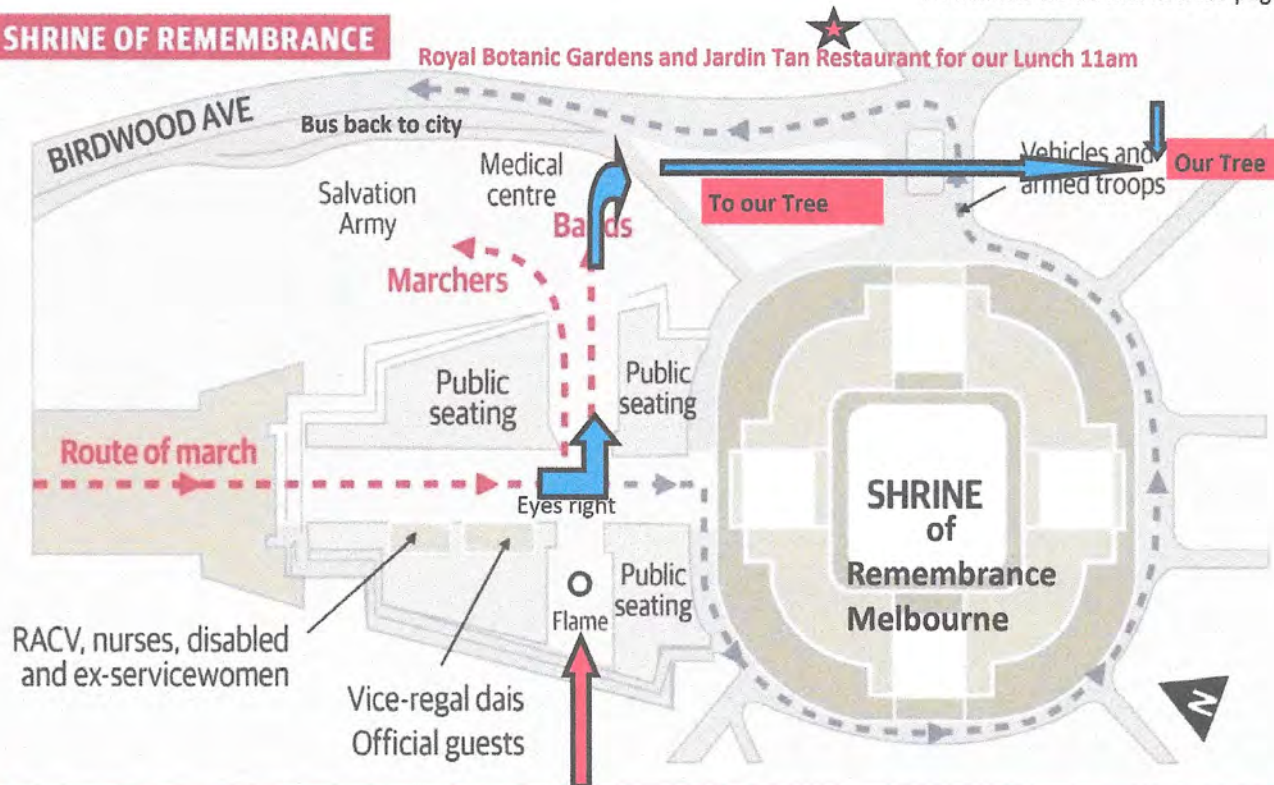 SHRINE OF REMEMBRANCE
Royal Botanic Gardens and Jardin Tan Restaurant for our Lunch 11am
BIRDWOOD AVE
Bus back to city
Medical
centre
Salvation
Army
Bands
Marchers
To our Tree
Vehicles and
armed troops
Our Tree
Public
seating
Public
seating
Route of march
Eyes right
SHRINE
of
Remembrance
Melbourne
Public
seating
Flame
RACV, nurses, disabled
and ex-servicewomen
Vice-regal dais
Official guests
N